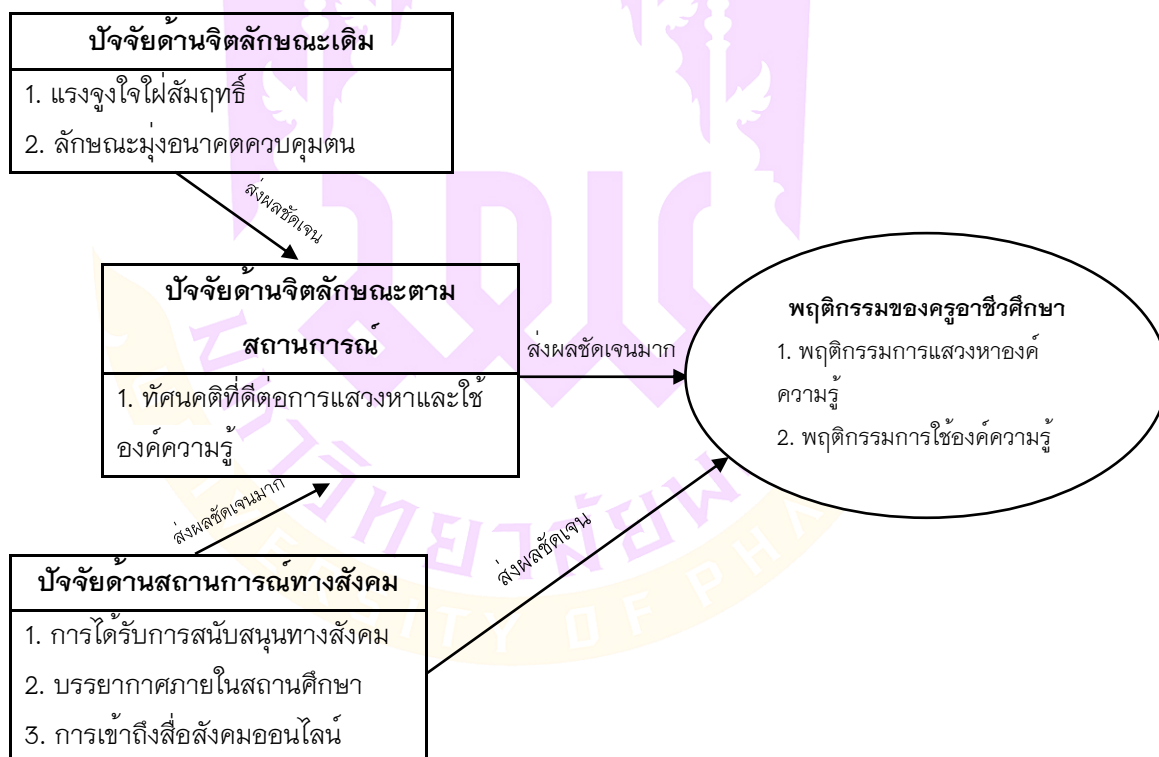 ปัจจัยด้านจิตลักษณะเดิม
1. แรงจูงใจใฝ่สัมฤทธิ์
2. ลักษณะมุ่งอนาคตควบคุมตน
ส่งผลชัดเจน
ปัจจัยด้านจิตลักษณะตาม
สถานการณ์
1. ทัศนคติที่ดีต่อการแสวงหาและใช้
องค์ความรู้
ส่งผลชัดเจนมาก
พฤติกรรมของครูอาชีวศึกษา
1. พฤติกรรมการแสวงหาองค์
ความรู้
2. พฤติกรรมการใช้องค์ความรู้
ส่งผลชัดเจนมาก
ส่งผลชัดเจน
ปัจจัยด้านสถานการณ์ทางสังคม
1. การได้รับการสนับสนุนทางสังคม
2. บรรยากาศภายในสถานศึกษา
3. การเข้าถึงสื่อสังคมออนไลน์